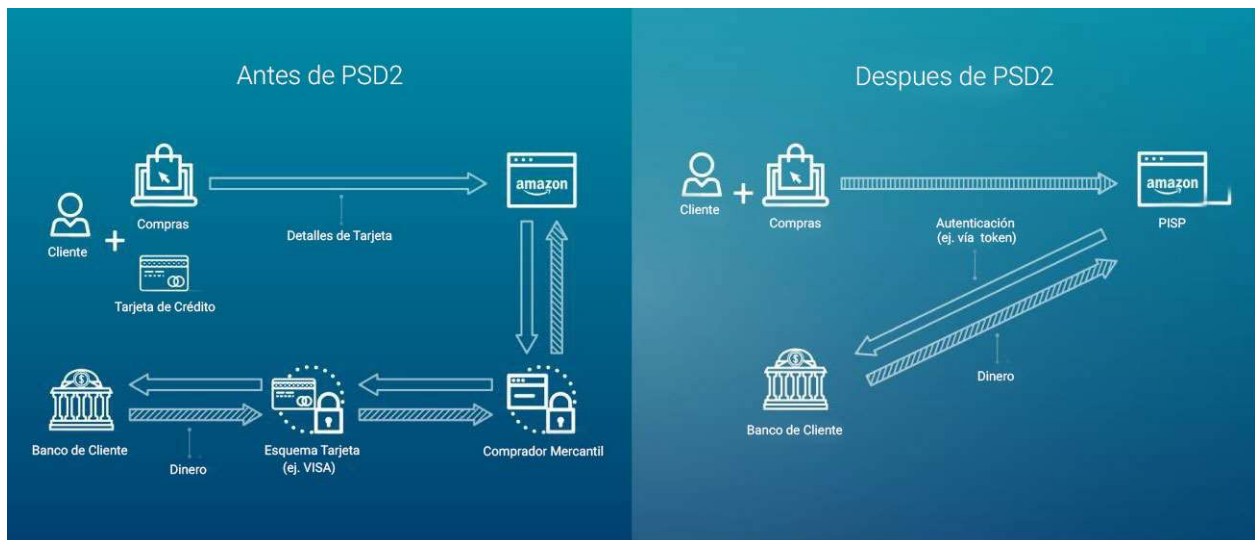 Antes de PSD2
Compras
amazon
Cliente
Detalles de Tarjeta
Tarjeta de Crédito
Banco de Cliente
Dinero
Esquema Tarjeta
(ej. VISA)
Comprador Mercantil
Despues de PSD2
Cliente
Compras
amazon
PISP
Autenticación
(ej. vía token)
Dinero
Banco de Cliente